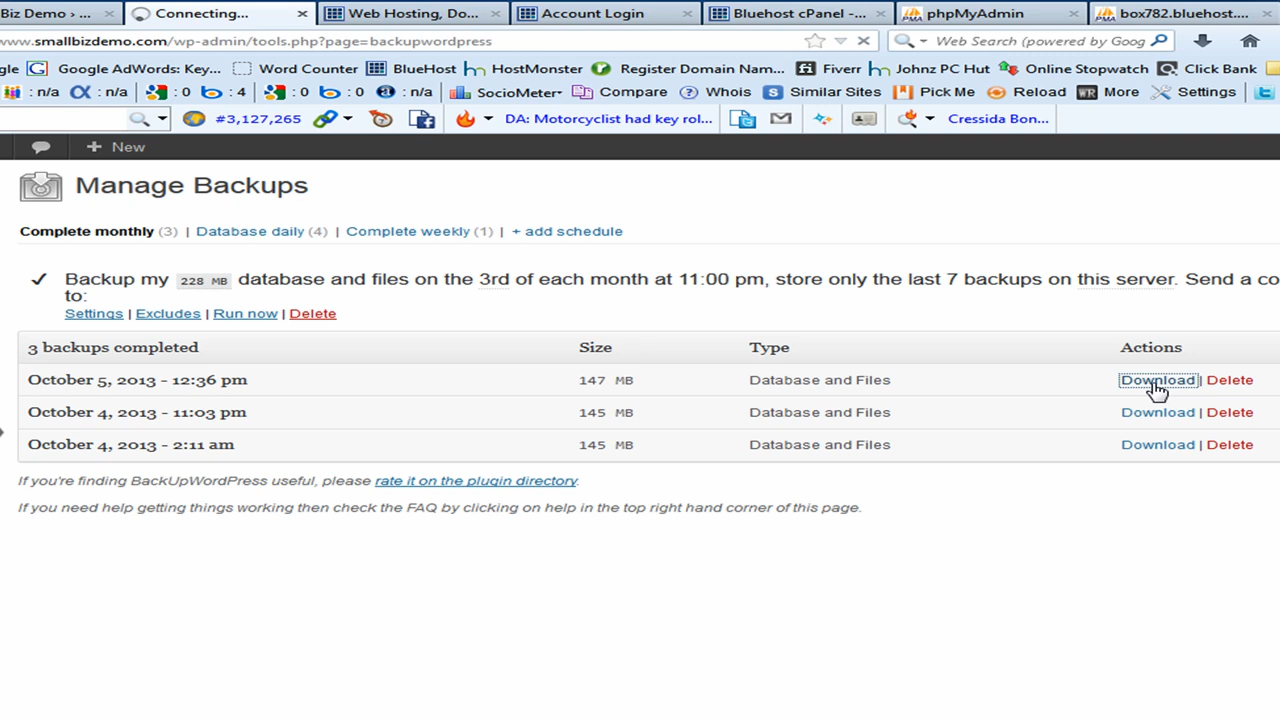 Biz Demo › ... × Connecting... × Web Hosting, Do... × Account Login × Bluehost cPanel -... × phpMyAdmin × box782.bluehost.... ×
www.smallbizdemo.com/wp-admin/tools.php?page=backupwordpress Web Search (powered by Goog
gle Google AdWords: Key... Word Counter BlueHost HostMonster Register Domain Nam... Fiverr Johnz PC Hut Online Stopwatch Click Bank
: n/a : n/a : 0 : 4 : 0 : 0 : n/a SocioMeter Compare Whois Similar Sites Pick Me Reload More Settings
#3,127,265 DA: Motorcyclist had key rol... Cressida Bon...
+ New
Manage Backups
Complete monthly (3) | Database daily (4) | Complete weekly (1) | + add schedule
✓ Backup my 228 MB database and files on the 3rd of each month at 11:00 pm, store only the last 7 backups on this server. Send a co
to:
Settings | Excludes | Run now | Delete
3 backups completed Size Type Actions
October 5, 2013 - 12:36 pm 147 MB Database and Files Download | Delete
October 4, 2013 - 11:03 pm 145 MB Database and Files Download | Delete
October 4, 2013 - 2:11 am 145 MB Database and Files Download | Delete
If you're finding BackUpWordPress useful, please rate it on the plugin directory.
If you need help getting things working then check the FAQ by clicking on help in the top right hand corner of this page.